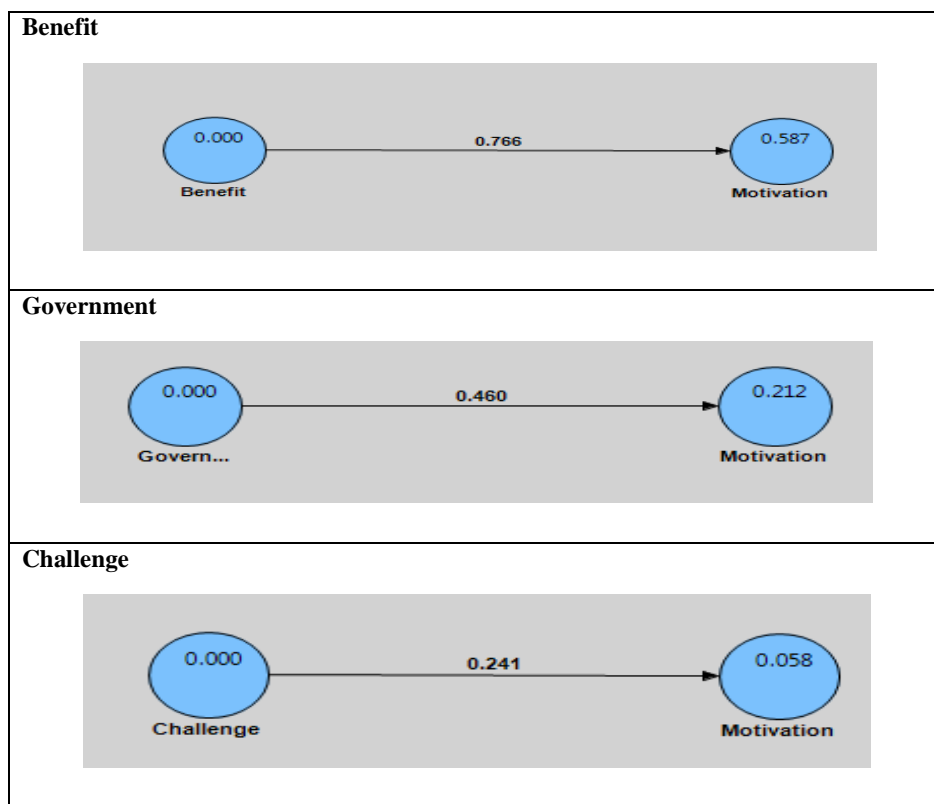 Benefit
0.000 0.766 0.587
Benefit Motivation
Government
0.000 0.460 0.212
Govern... Motivation
Challenge
0.000 0.241 0.058
Challenge Motivation